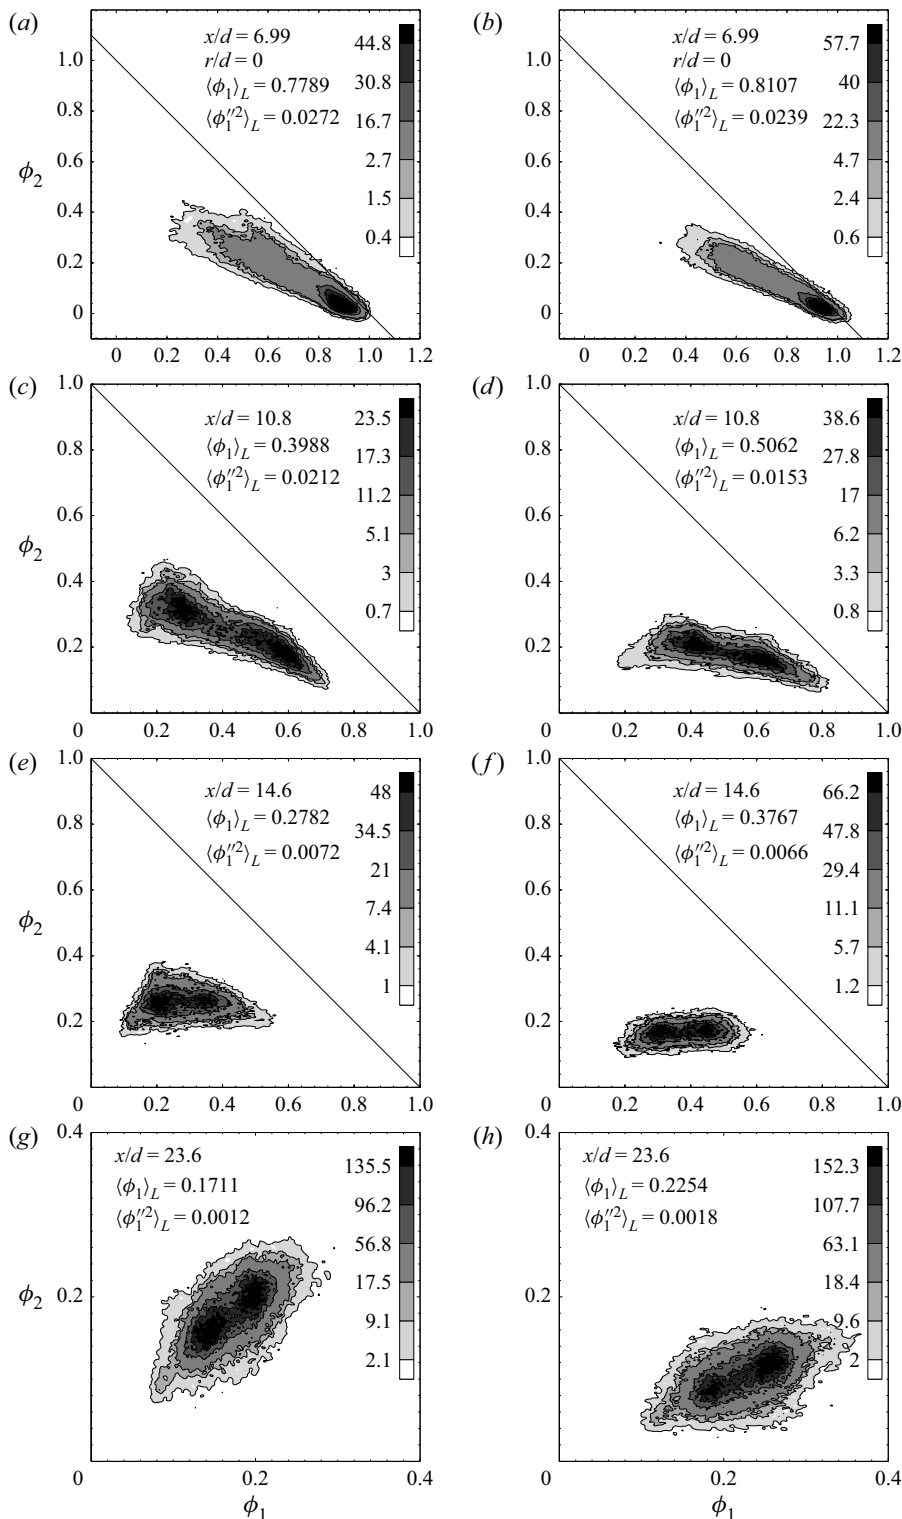 (a)
x/d = 6.99
r/d = 0
⟨ϕ₁⟩_L = 0.7789
⟨ϕ₁″²⟩_L = 0.0272
44.8
30.8
16.7
2.7
1.5
0.4
ϕ₂
1.0
0.8
0.6
0.4
0.2
0
0 0.2 0.4 0.6 0.8 1.0 1.2
(b)
x/d = 6.99
r/d = 0
⟨ϕ₁⟩_L = 0.8107
⟨ϕ₁″²⟩_L = 0.0239
57.7
40
22.3
4.7
2.4
0.6
1.0
0.8
0.6
0.4
0.2
0
0 0.2 0.4 0.6 0.8 1.0 1.2
(c)
x/d = 10.8
⟨ϕ₁⟩_L = 0.3988
⟨ϕ₁″²⟩_L = 0.0212
23.5
17.3
11.2
5.1
3
0.7
ϕ₂
1.0
0.8
0.6
0.4
0.2
0 0.2 0.4 0.6 0.8 1.0
(d)
x/d = 10.8
⟨ϕ₁⟩_L = 0.5062
⟨ϕ₁″²⟩_L = 0.0153
38.6
27.8
17
6.2
3.3
0.8
1.0
0.8
0.6
0.4
0.2
0 0.2 0.4 0.6 0.8 1.0
(e)
x/d = 14.6
⟨ϕ₁⟩_L = 0.2782
⟨ϕ₁″²⟩_L = 0.0072
48
34.5
21
7.4
4.1
1
ϕ₂
1.0
0.8
0.6
0.4
0.2
0 0.2 0.4 0.6 0.8 1.0
(f)
x/d = 14.6
⟨ϕ₁⟩_L = 0.3767
⟨ϕ₁″²⟩_L = 0.0066
66.2
47.8
29.4
11.1
5.7
1.2
1.0
0.8
0.6
0.4
0.2
0 0.2 0.4 0.6 0.8 1.0
(g)
x/d = 23.6
⟨ϕ₁⟩_L = 0.1711
⟨ϕ₁″²⟩_L = 0.0012
135.5
96.2
56.8
17.5
9.1
2.1
ϕ₂
0.4
0.2
0 0.2 0.4
ϕ₁
(h)
x/d = 23.6
⟨ϕ₁⟩_L = 0.2254
⟨ϕ₁″²⟩_L = 0.0018
152.3
107.7
63.1
18.4
9.6
2
0.4
0.2
0 0.2 0.4
ϕ₁